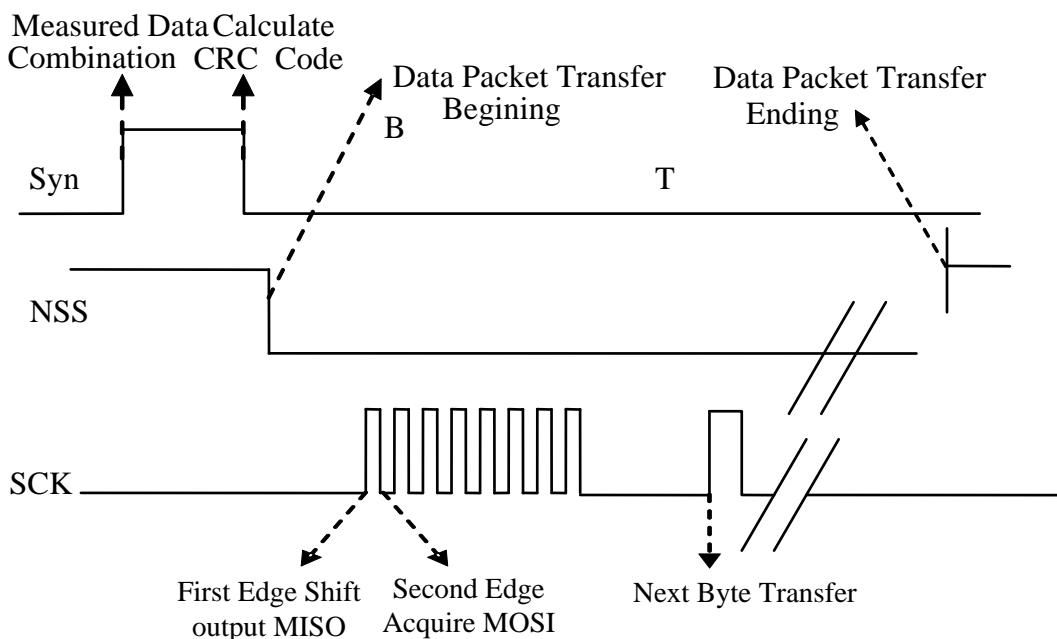 Measured Data Calculate
Combination CRC Code
Data Packet Transfer
Begining
Data Packet Transfer
Ending
B
Syn
T
NSS
SCK
First Edge Shift
output MISO
Second Edge
Acquire MOSI
Next Byte Transfer